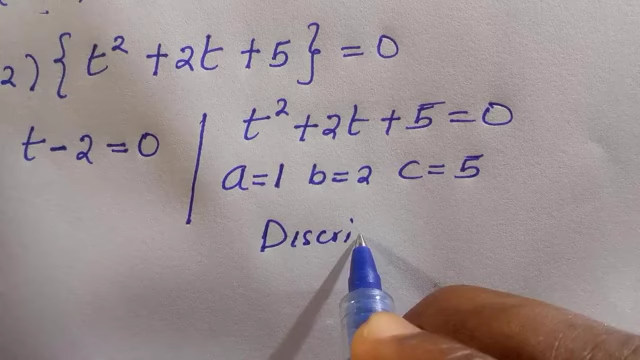 2) { t² + 2t + 5 } = 0
t - 2 = 0 | t² + 2t + 5 = 0
a = 1 b = 2 c = 5
Discri